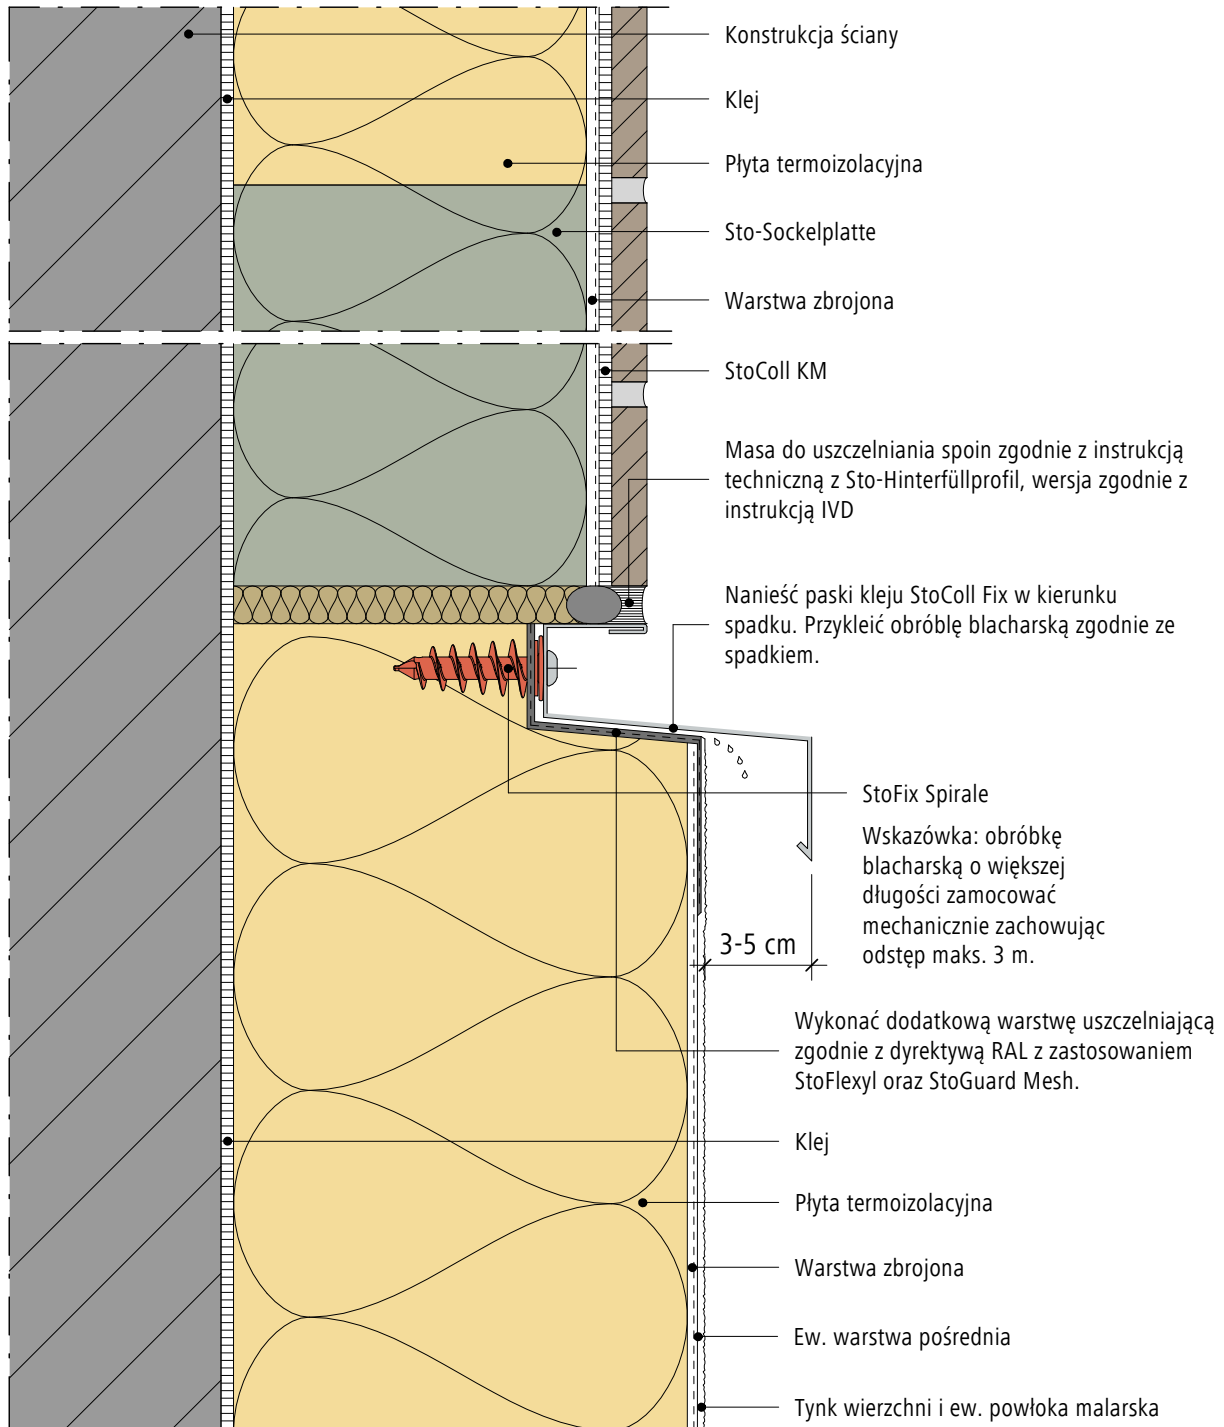 Konstrukcja ściany
Klej
Płyta termoizolacyjna
Sto-Sockelplatte
Warstwa zbrojona
StoColl KM
Masa do uszczelniania spoin zgodnie z instrukcją
techniczną z Sto-Hinterfüllprofil, wersja zgodnie z
instrukcją IVD
Nanieść paski kleju StoColl Fix w kierunku
spadku. Przykleić obróblę blacharską zgodnie ze
spadkiem.
StoFix Spirale
Wskazówka: obróbkę
blacharską o większej
długości zamocować
mechanicznie zachowując
odstęp maks. 3 m.
3-5 cm
Wykonać dodatkową warstwę uszczelniającą
zgodnie z dyrektywą RAL z zastosowaniem
StoFlexyl oraz StoGuard Mesh.
Klej
Płyta termoizolacyjna
Warstwa zbrojona
Ew. warstwa pośrednia
Tynk wierzchni i ew. powłoka malarska